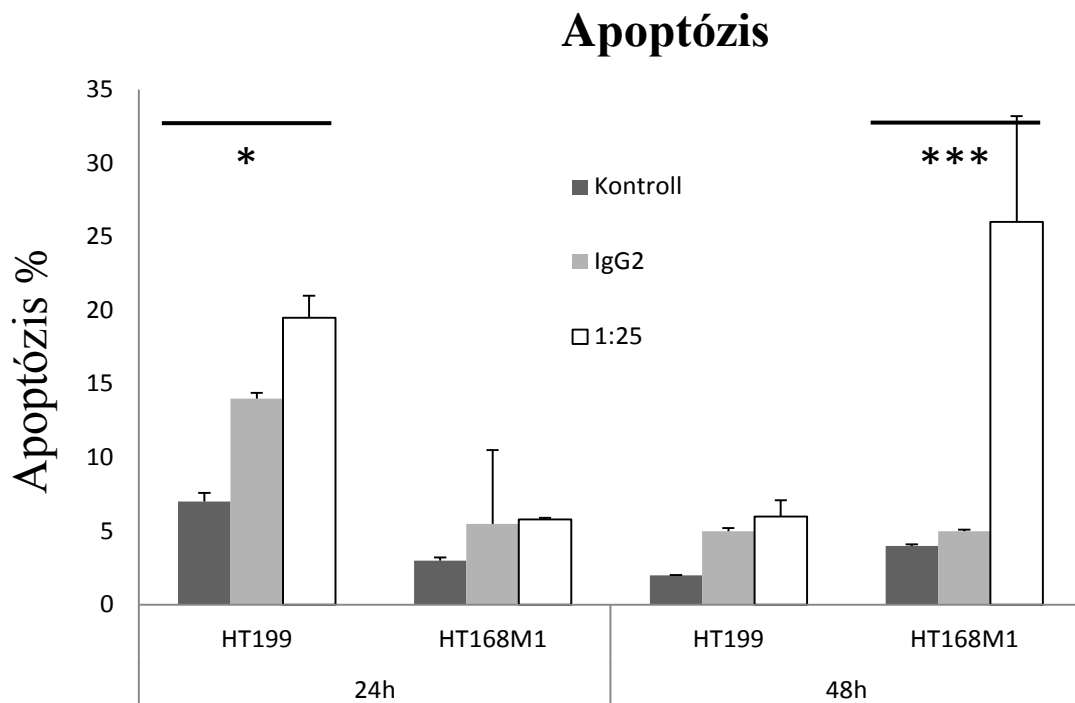 Apoptózis
Apoptózis %
35
30
25
20
15
10
5
0
*
***
Kontroll
IgG2
1:25
HT199
HT168M1
HT199
HT168M1
24h
48h